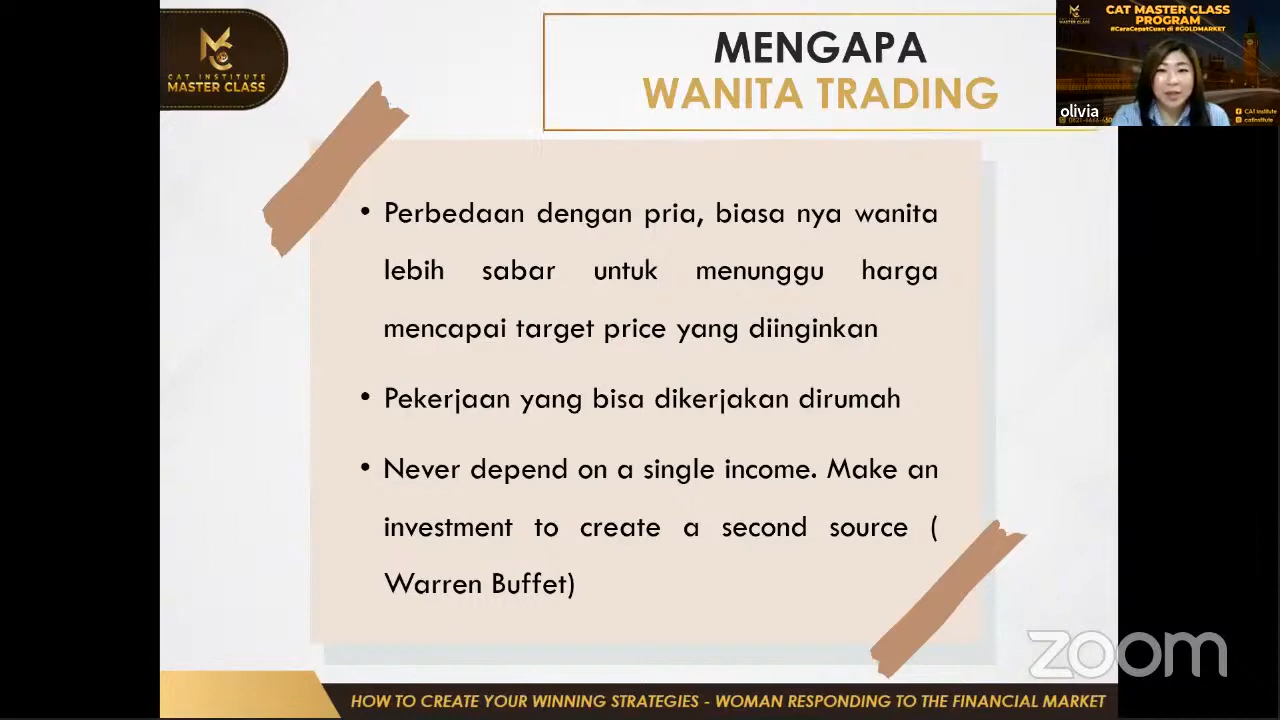 CAT INSTITUTE
MASTER CLASS
MENGAPA
WANITA TRADING
CAT MASTER CLASS
PROGRAM
#CaraCepatCuan di #GOLDMARKET
olivia
CAT Institute
catinstitute
• Perbedaan dengan pria, biasa nya wanita
lebih sabar untuk menunggu harga
mencapai target price yang diinginkan
• Pekerjaan yang bisa dikerjakan dirumah
• Never depend on a single income. Make an
investment to create a second source (
Warren Buffet)
zoom
HOW TO CREATE YOUR WINNING STRATEGIES - WOMAN RESPONDING TO THE FINANCIAL MARKET